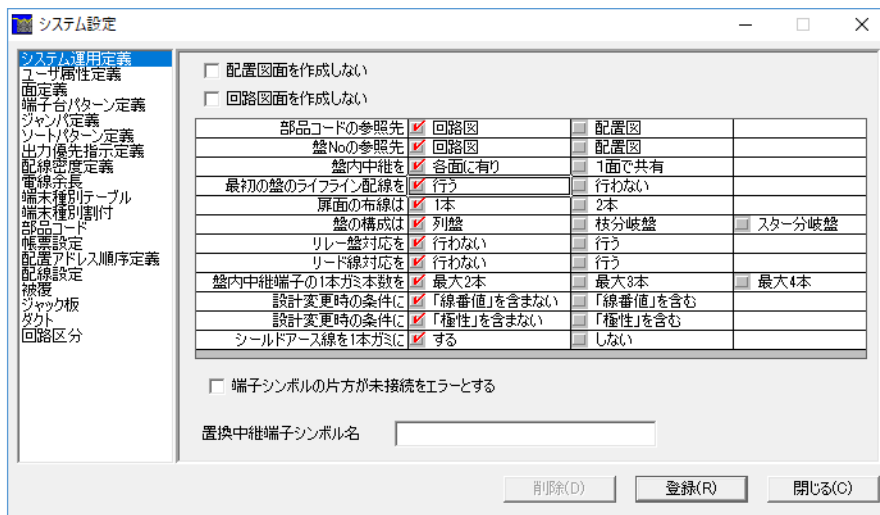 システム設定
システム運用定義
ユーザ属性定義
面定義
端子台パターン定義
ジャンパ定義
ソートパターン定義
出力優先指示定義
配線密度定義
電線余長
端末種別テーブル
端末種別割付
部品コード
帳票設定
配置アドレス順序定義
配線設定
被覆
ジャック板
ダクト
回路区分
配置図面を作成しない
回路図面を作成しない
部品コードの参照先 回路図 配置図
盤Noの参照先 回路図 配置図
盤内中継を 各面に有り 1面で共有
最初の盤のライフライン配線を 行う 行わない
扉面の布線は 1本 2本
盤の構成は 列盤 枝分岐盤 スター分岐盤
リレー盤対応を 行わない 行う
リード線対応を 行わない 行う
盤内中継端子の1本ガミ本数を 最大2本 最大3本 最大4本
設計変更時の条件に 「線番値」を含まない 「線番値」を含む
設計変更時の条件に 「極性」を含まない 「極性」を含む
シールドアース線を1本ガミに する しない
端子シンボルの片方が未接続をエラーとする
置換中継端子シンボル名
削除(D) 登録(R) 閉じる(C)